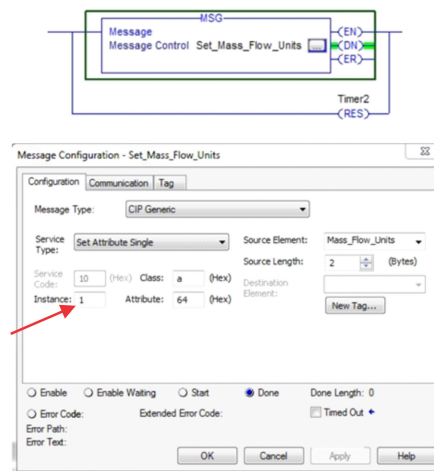 MSG
Message
Message Control Set_Mass_Flow_Units ...
EN
DN
ER
Timer2
RES
Message Configuration - Set_Mass_Flow_Units
Configuration Communication Tag
Message Type: CIP Generic
Service Type: Set Attribute Single
Source Element: Mass_Flow_Units
Source Length: 2 (Bytes)
Service Code: 10 (Hex) Class: a (Hex)
Destination Element:
Instance: 1 Attribute: 64 (Hex)
New Tag...
Enable Enable Waiting Start Done Done Length: 0
Error Code: Extended Error Code: Timed Out
Error Path:
Error Text:
OK Cancel Apply Help